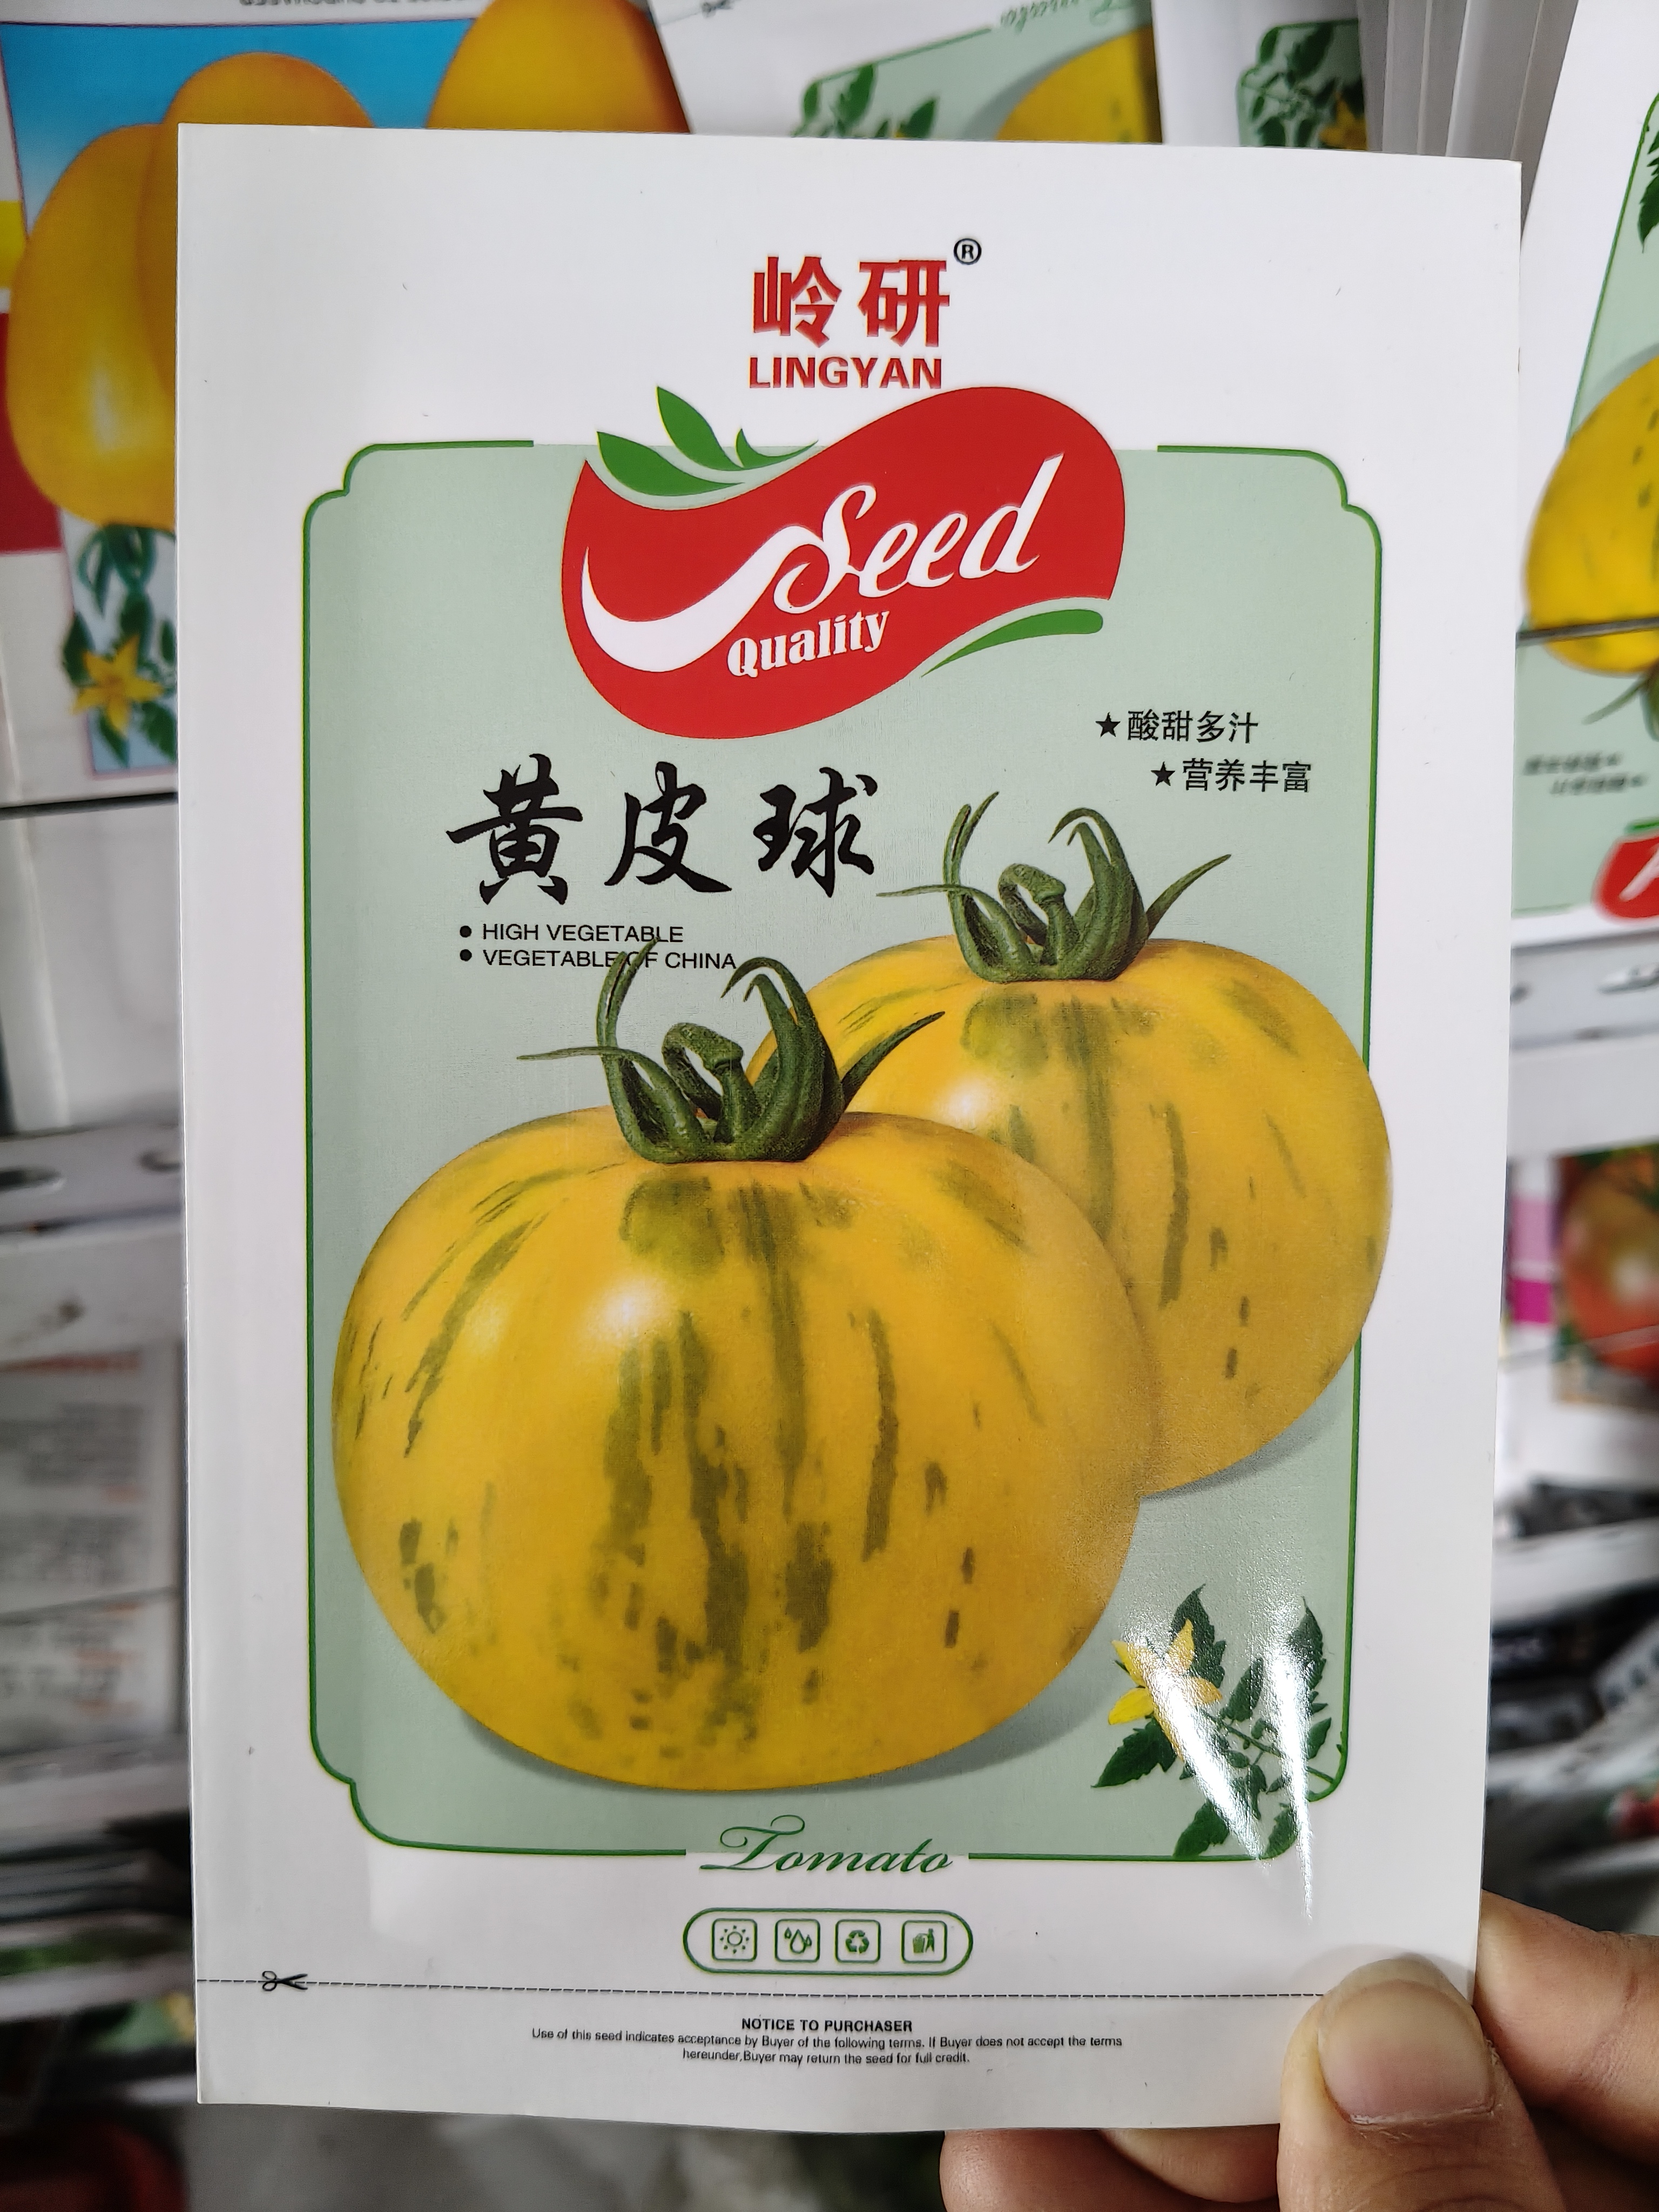 岭研®
LINGYAN
Seed
Quality
★酸甜多汁
★营养丰富
黄皮球
● HIGH VEGETABLE
● VEGETABLE OF CHINA
Tomato
NOTICE TO PURCHASER
Use of this seed indicates acceptance by Buyer of the following terms. If Buyer does not accept the terms
hereunder,Buyer may return the seed for full credit.